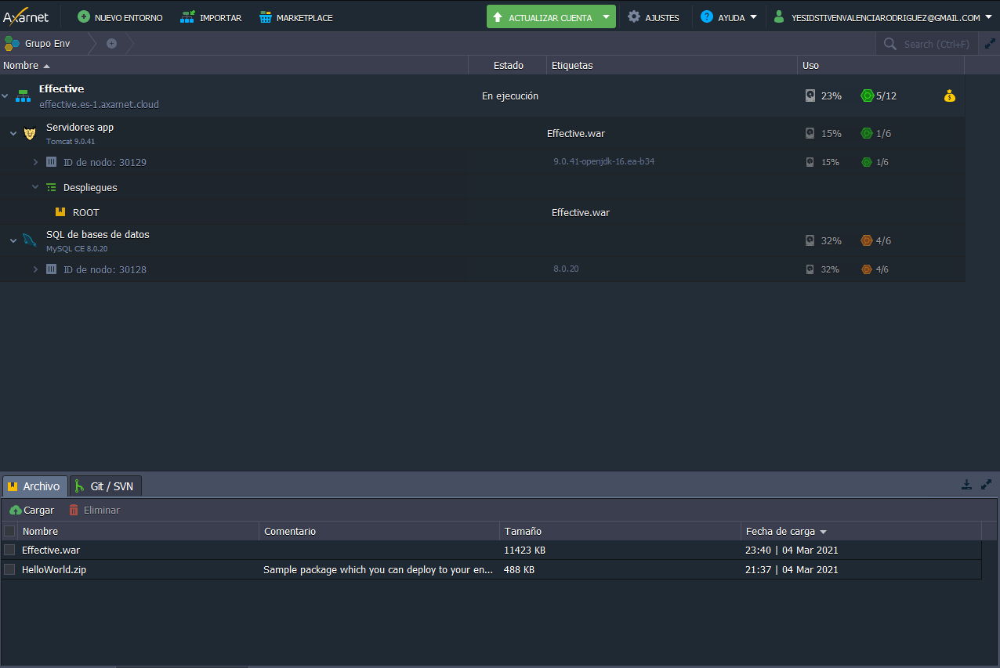 Axarnet
NUEVO ENTORNO
IMPORTAR
MARKETPLACE
ACTUALIZAR CUENTA
AJUSTES
AYUDA
YESIDSTIVENVALENCIARODRIGUEZ@GMAIL.COM
Grupo Env
Search (Ctrl+F)
Nombre Estado Etiquetas Uso
Effective
effective.es-1.axarnet.cloud
En ejecución
23% 5/12
Servidores app
Tomcat 9.0.41
Effective.war
15% 1/6
ID de nodo: 30129 9.0.41-openjdk-16.ea-b34 15% 1/6
Despliegues
ROOT Effective.war
SQL de bases de datos
MySQL CE 8.0.20
32% 4/6
ID de nodo: 30128 8.0.20 32% 4/6
Archivo Git / SVN
Cargar Eliminar
Nombre Comentario Tamaño Fecha de carga
Effective.war 11423 KB 23:40 | 04 Mar 2021
HelloWorld.zip Sample package which you can deploy to your en... 488 KB 21:37 | 04 Mar 2021